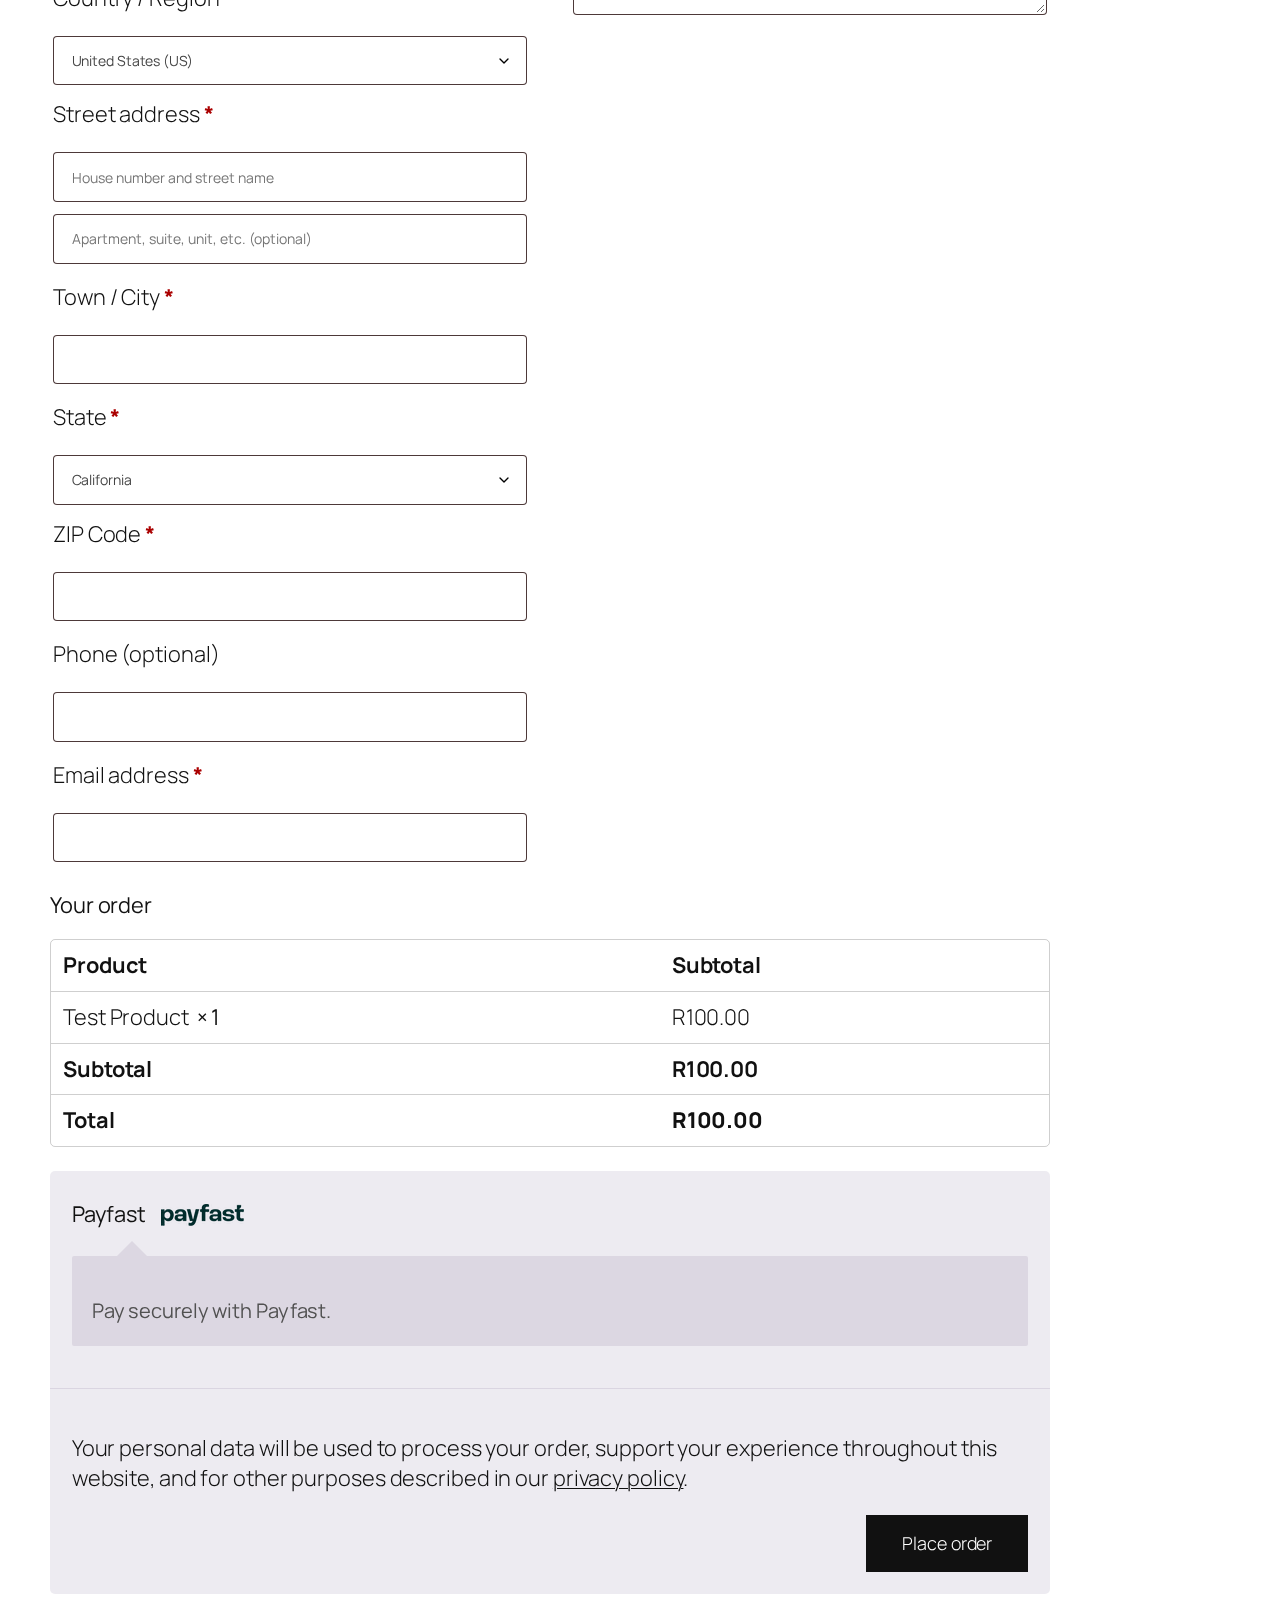 Country / Region
United States (US)
Street address *
House number and street name
Apartment, suite, unit, etc. (optional)
Town / City *
State *
California
ZIP Code *
Phone (optional)
Email address *
Your order
Product Subtotal
Test Product × 1 R100.00
Subtotal R100.00
Total R100.00
Payfast payfast
Pay securely with Payfast.
Your personal data will be used to process your order, support your experience throughout this
website, and for other purposes described in our privacy policy.
Place order